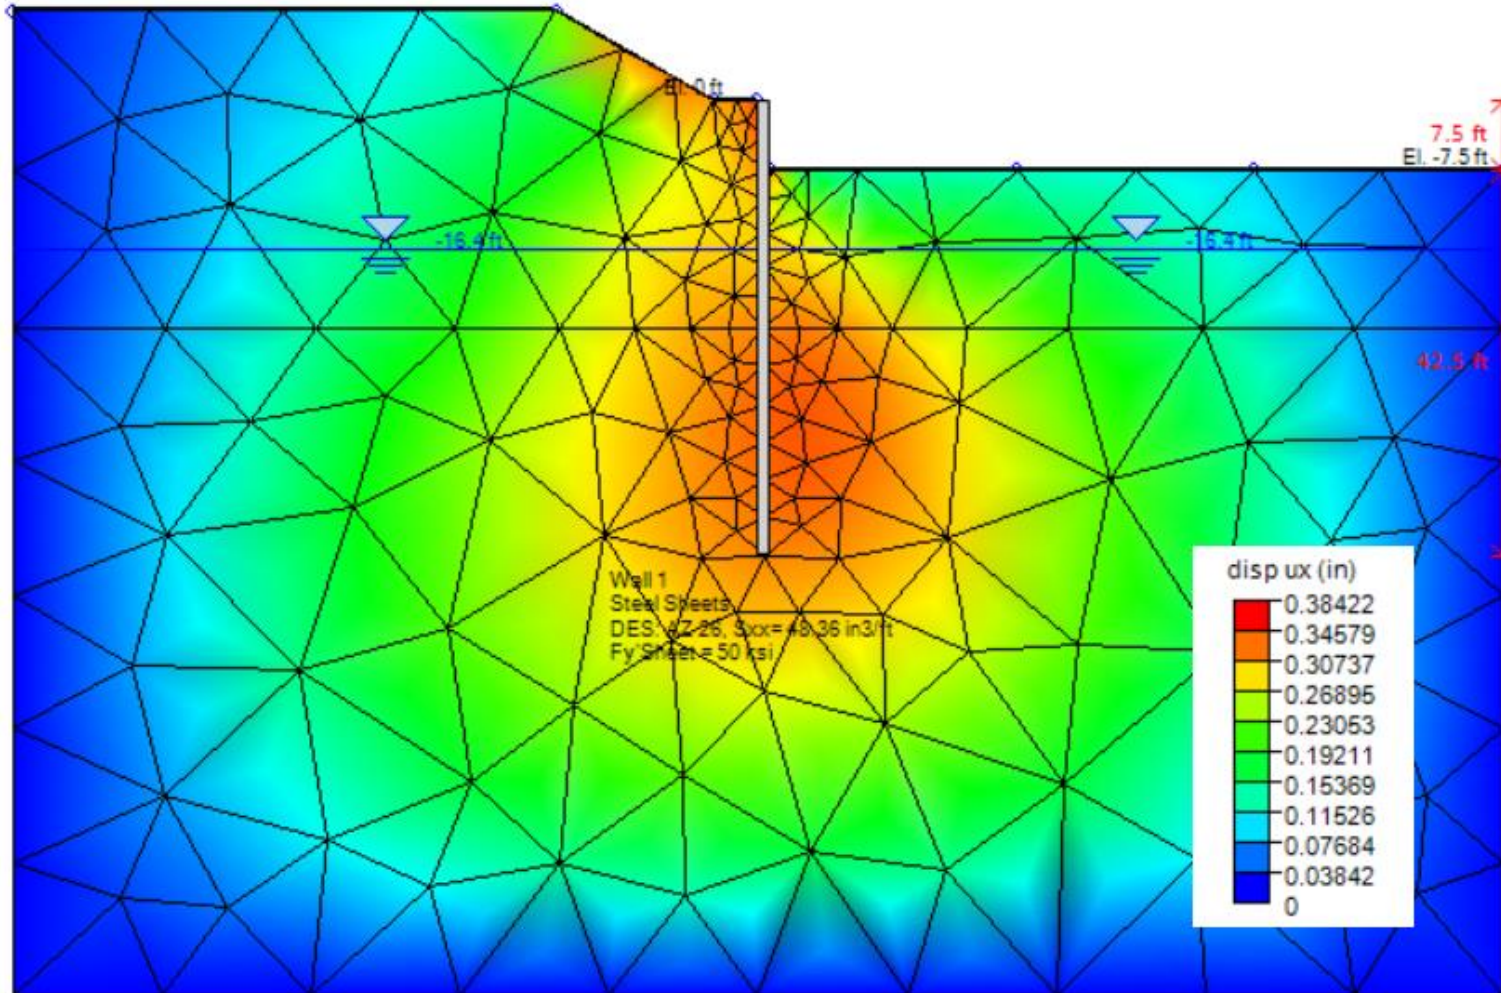 El. 0 ft
7.5 ft
El. -7.5 ft
-16.4 ft
-16.4 ft
42.5 ft
Wall 1
Steel Sheets
DES: AZ 26, Sxx= 48.36 in3/ft
Fy'Sheet = 50 ksi
disp ux (in)
0.38422
0.34579
0.30737
0.26895
0.23053
0.19211
0.15369
0.11526
0.07684
0.03842
0